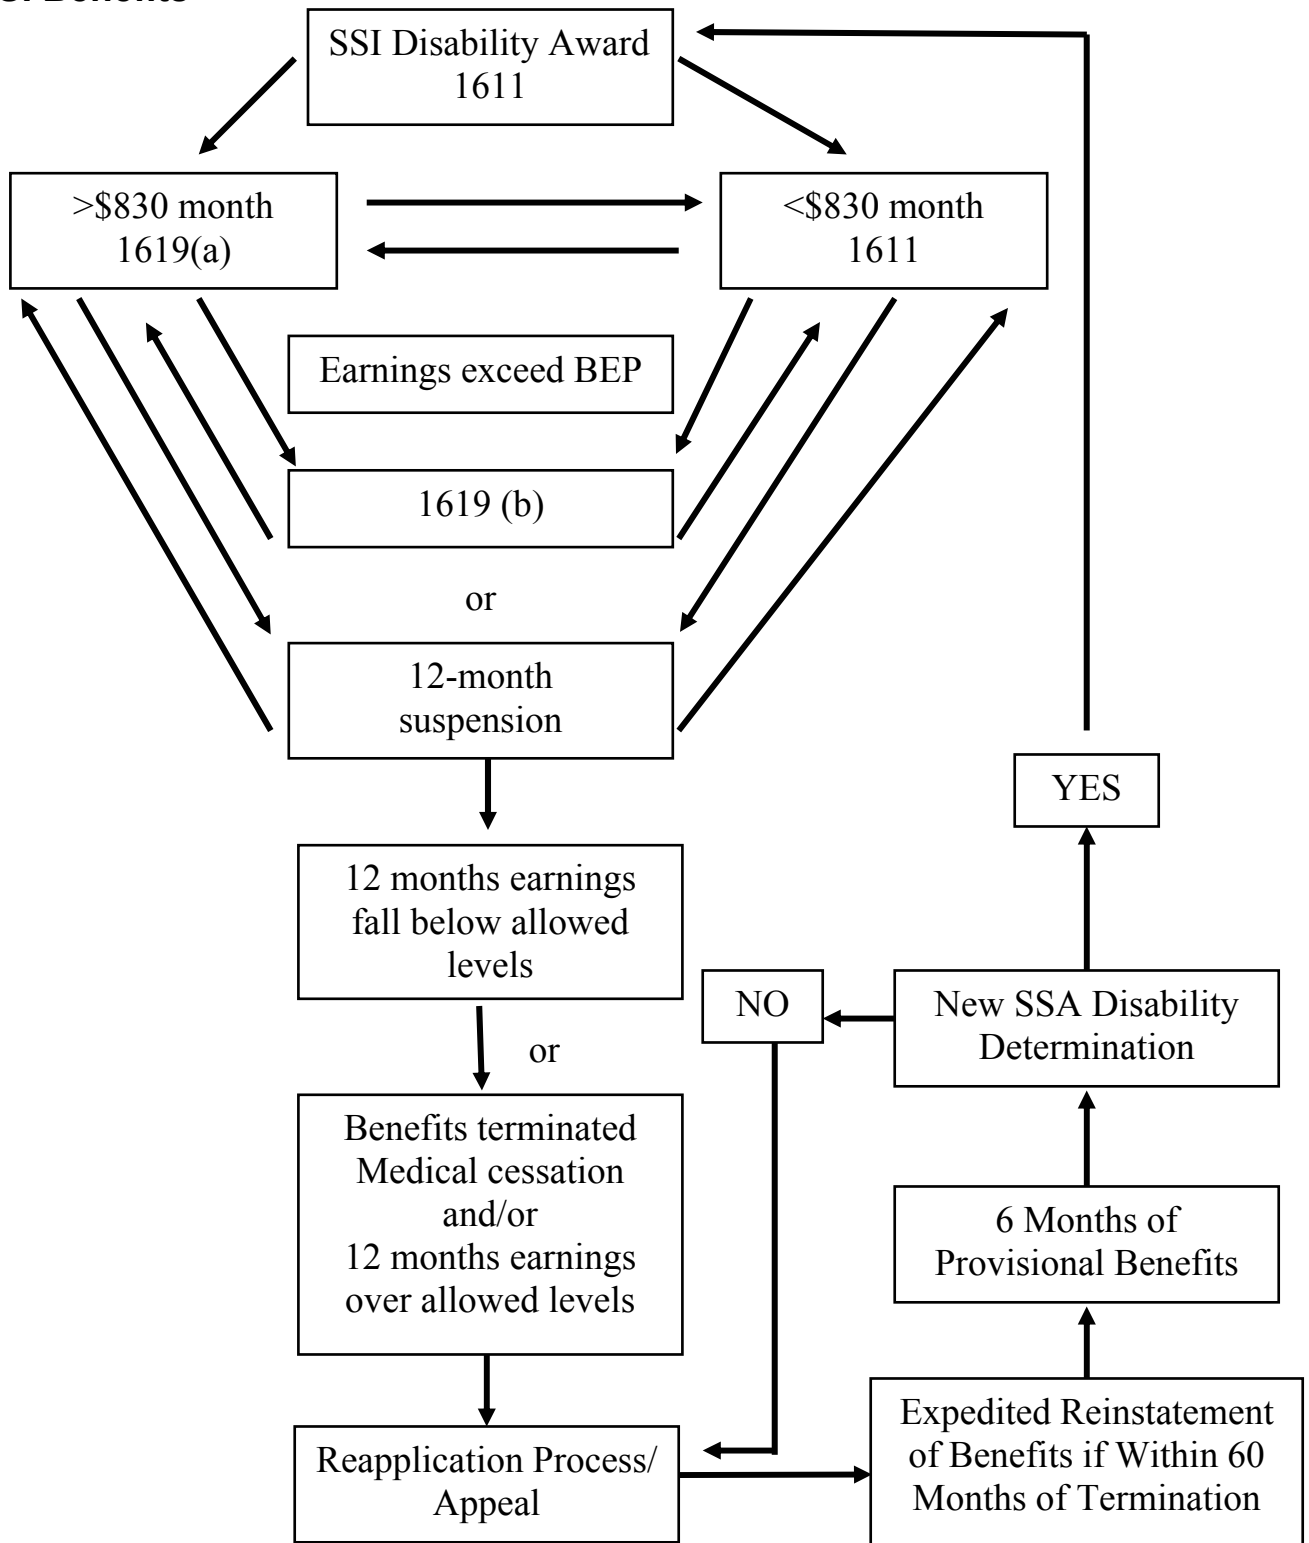 SSI Disability Award
1611
>$830 month
1619(a)
<$830 month
1611
Earnings exceed BEP
1619 (b)
or
12-month
suspension
YES
12 months earnings
fall below allowed
levels
NO
New SSA Disability
Determination
or
Benefits terminated
Medical cessation
and/or
12 months earnings
over allowed levels
6 Months of
Provisional Benefits
Reapplication Process/
Appeal
Expedited Reinstatement
of Benefits if Within 60
Months of Termination